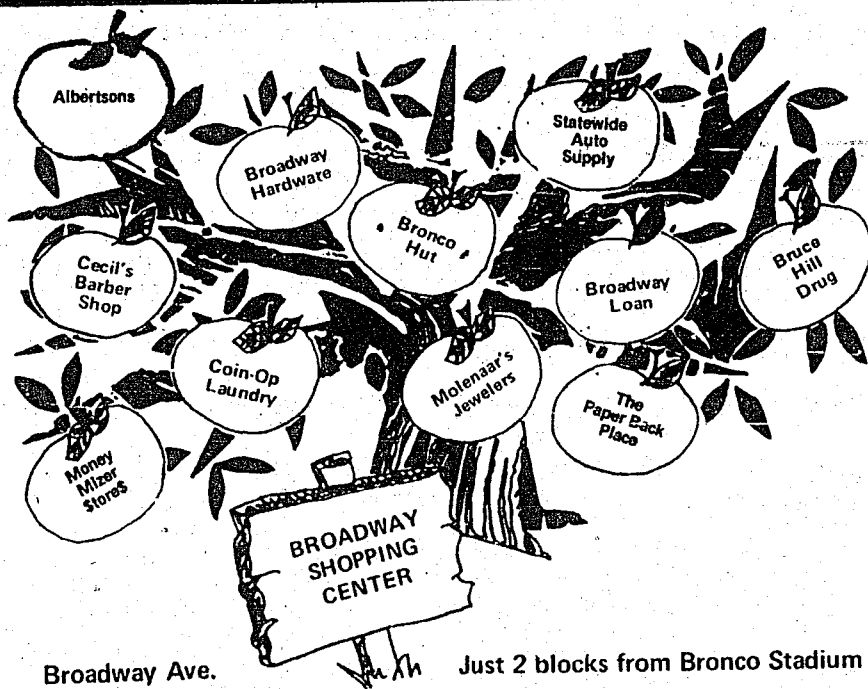 Albertsons
Broadway
Hardware
Statewide
Auto
Supply
Bronco
Hut
Cecil's
Barber
Shop
Broadway
Loan
Bruce
Hill
Drug
Coin-Op
Laundry
Molenaar's
Jewelers
The
Paper Back
Place
Money
Mizer
$tore$
BROADWAY
SHOPPING
CENTER
Broadway Ave.
Just 2 blocks from Bronco Stadium